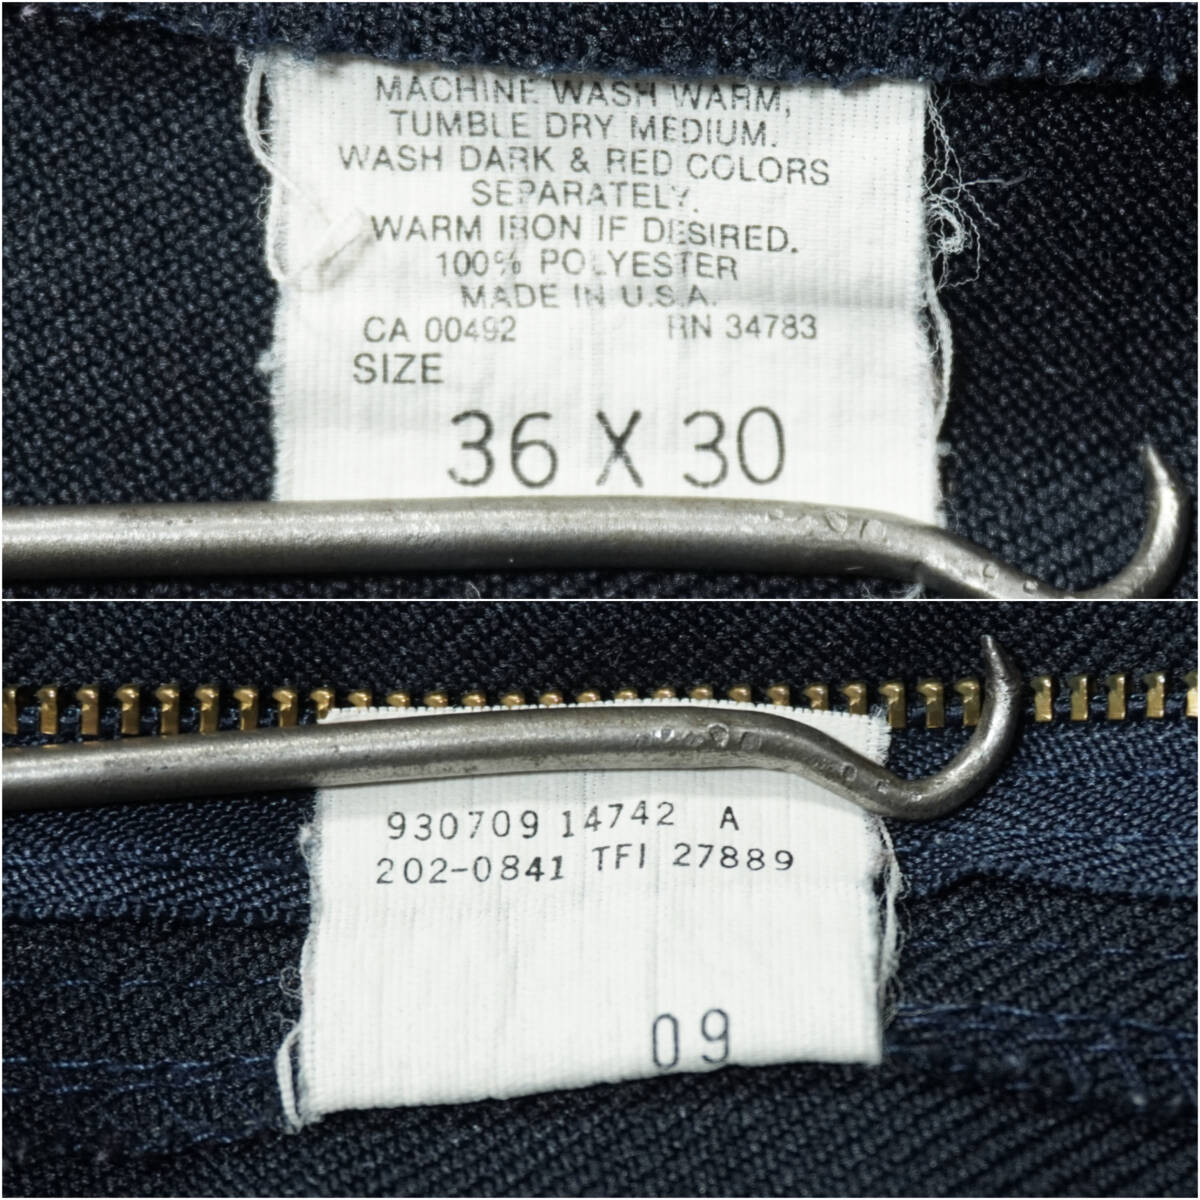 MACHINE WASH WARM,
TUMBLE DRY MEDIUM.
WASH DARK & RED COLORS
SEPARATELY.
WARM IRON IF DESIRED.
100% POLYESTER
MADE IN U.S.A.
CA 00492 RN 34783
SIZE
36 X 30
930709 14742 A
202-0841 TFI 27889
09